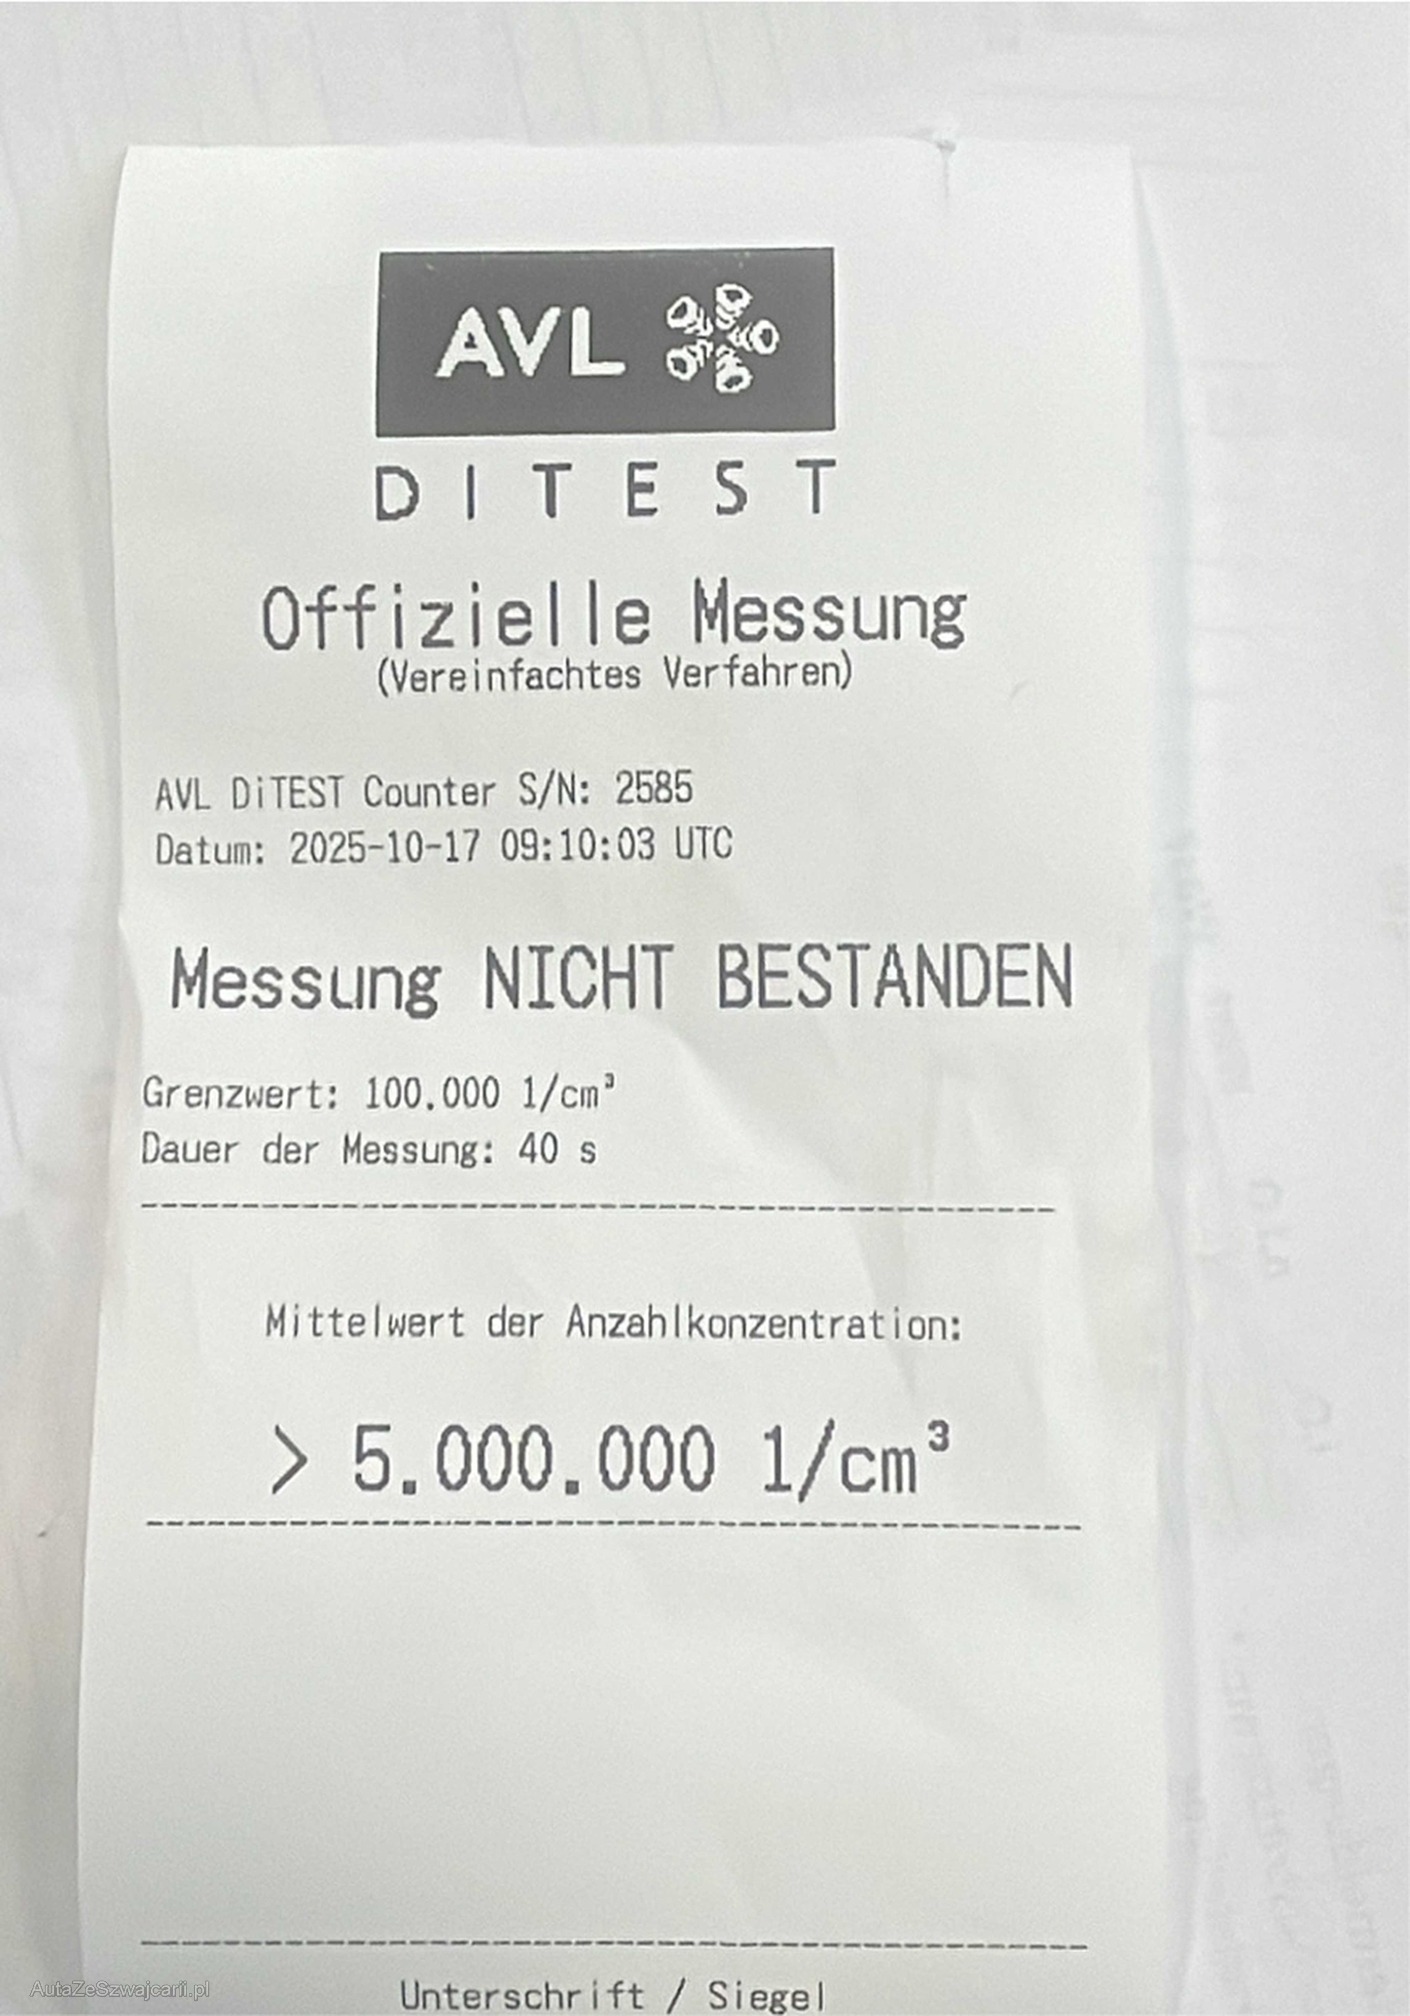 AVL
DITEST
Offizielle Messung
(Vereinfachtes Verfahren)
AVL DiTEST Counter S/N: 2585
Datum: 2025-10-17 09:10:03 UTC
Messung NICHT BESTANDEN
Grenzwert: 100.000 1/cm³
Dauer der Messung: 40 s
Mittelwert der Anzahlkonzentration:
> 5.000.000 1/cm³
Unterschrift / Siegel
AutaZeSzwajcarii.pl